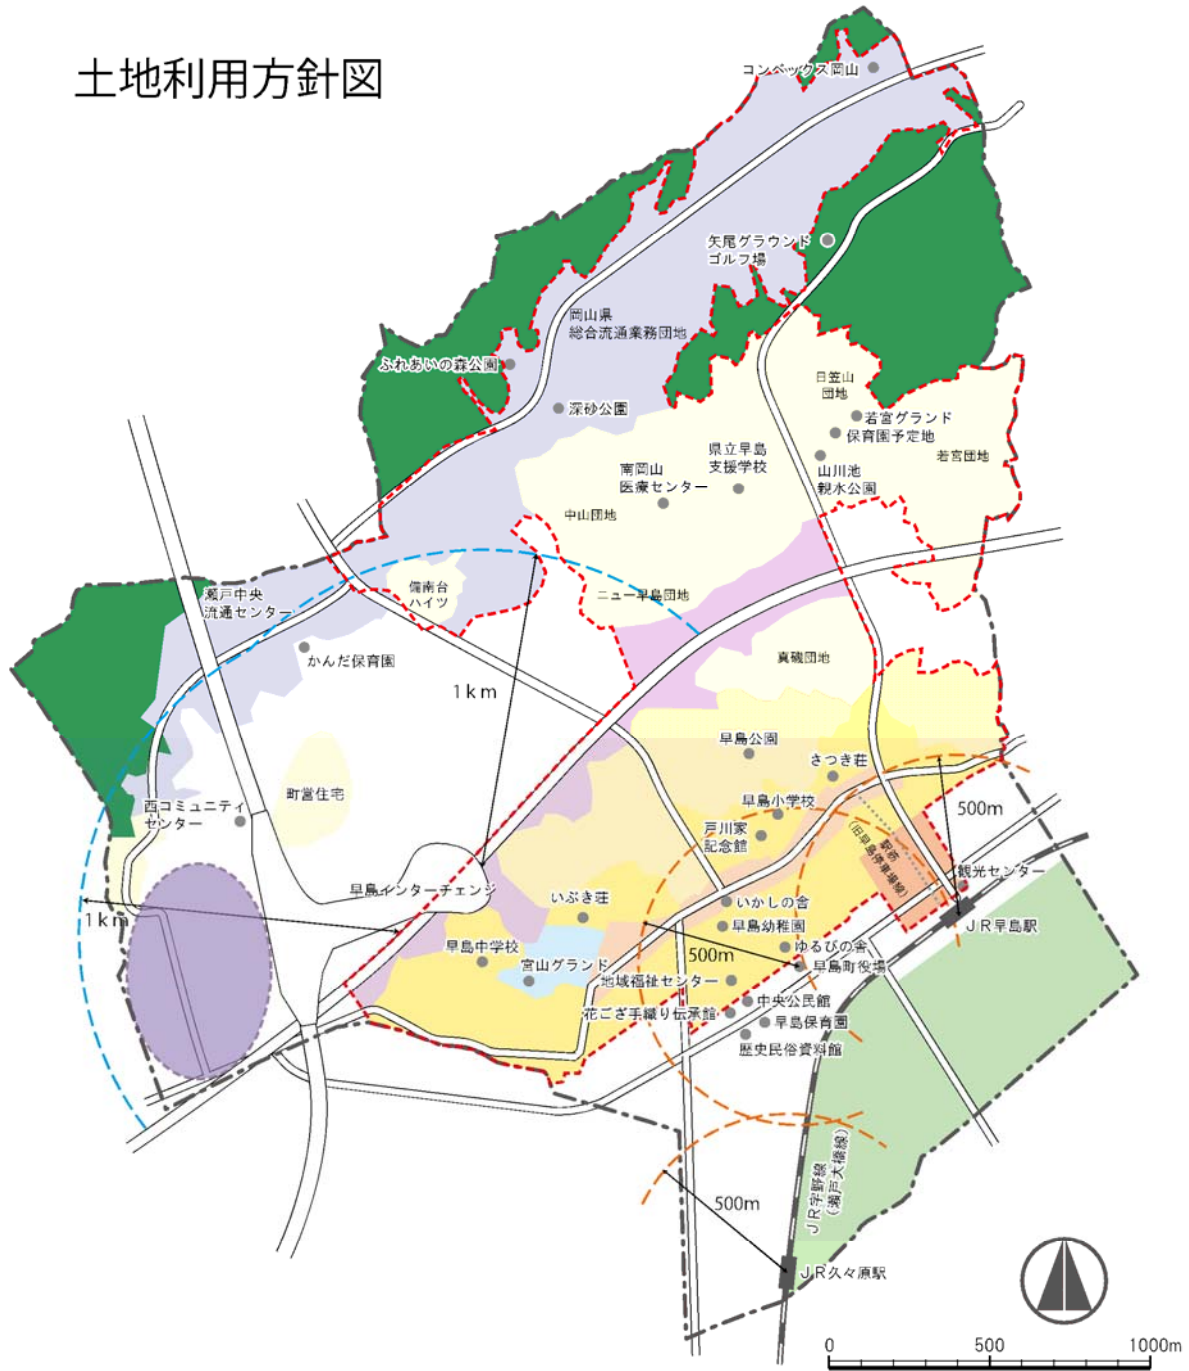 土地利用方針図
コンベックス岡山
矢尾グラウンド
ゴルフ場
岡山県
総合流通業務団地
ふれあいの森公園
深砂公園
日笠山
団地
若宮グランド
保育園予定地
若宮団地
山川池
親水公園
県立早島
支援学校
南岡山
医療センター
中山団地
備南台
ハイツ
ニュー早島団地
瀬戸中央
流通センター
かんだ保育園
真磯団地
1km
早島公園
さつき荘
町営住宅
西コミュニティ
センター
早島小学校
戸川家
記念館
500m
駅前
(旧早島停車場線)
観光センター
早島インターチェンジ
いかしの舎
いぶき荘
早島幼稚園
1km
JR早島駅
早島中学校
ゆるびの舎
500m
宮山グランド
早島町役場
地域福祉センター
中央公民館
花ござ手織り伝承館
早島保育園
歴史民俗資料館
JR宇野線
(瀬戸大橋線)
500m
JR久々原駅
0 500 1000m